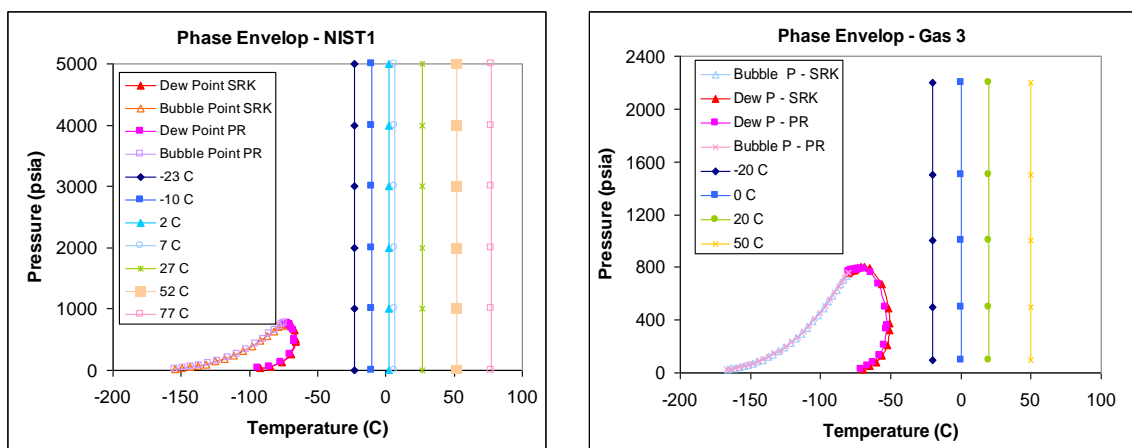 Phase Envelop - NIST1
Pressure (psia)
5000
4000
3000
2000
1000
0
Dew Point SRK
Bubble Point SRK
Dew Point PR
Bubble Point PR
-23 C
-10 C
2 C
7 C
27 C
52 C
77 C
-200 -150 -100 -50 0 50 100
Temperature (C)
Phase Envelop - Gas 3
Pressure (psia)
2400
2000
1600
1200
800
400
0
Bubble P - SRK
Dew P - SRK
Dew P - PR
Bubble P - PR
-20 C
0 C
20 C
50 C
-200 -150 -100 -50 0 50 100
Temperature (C)